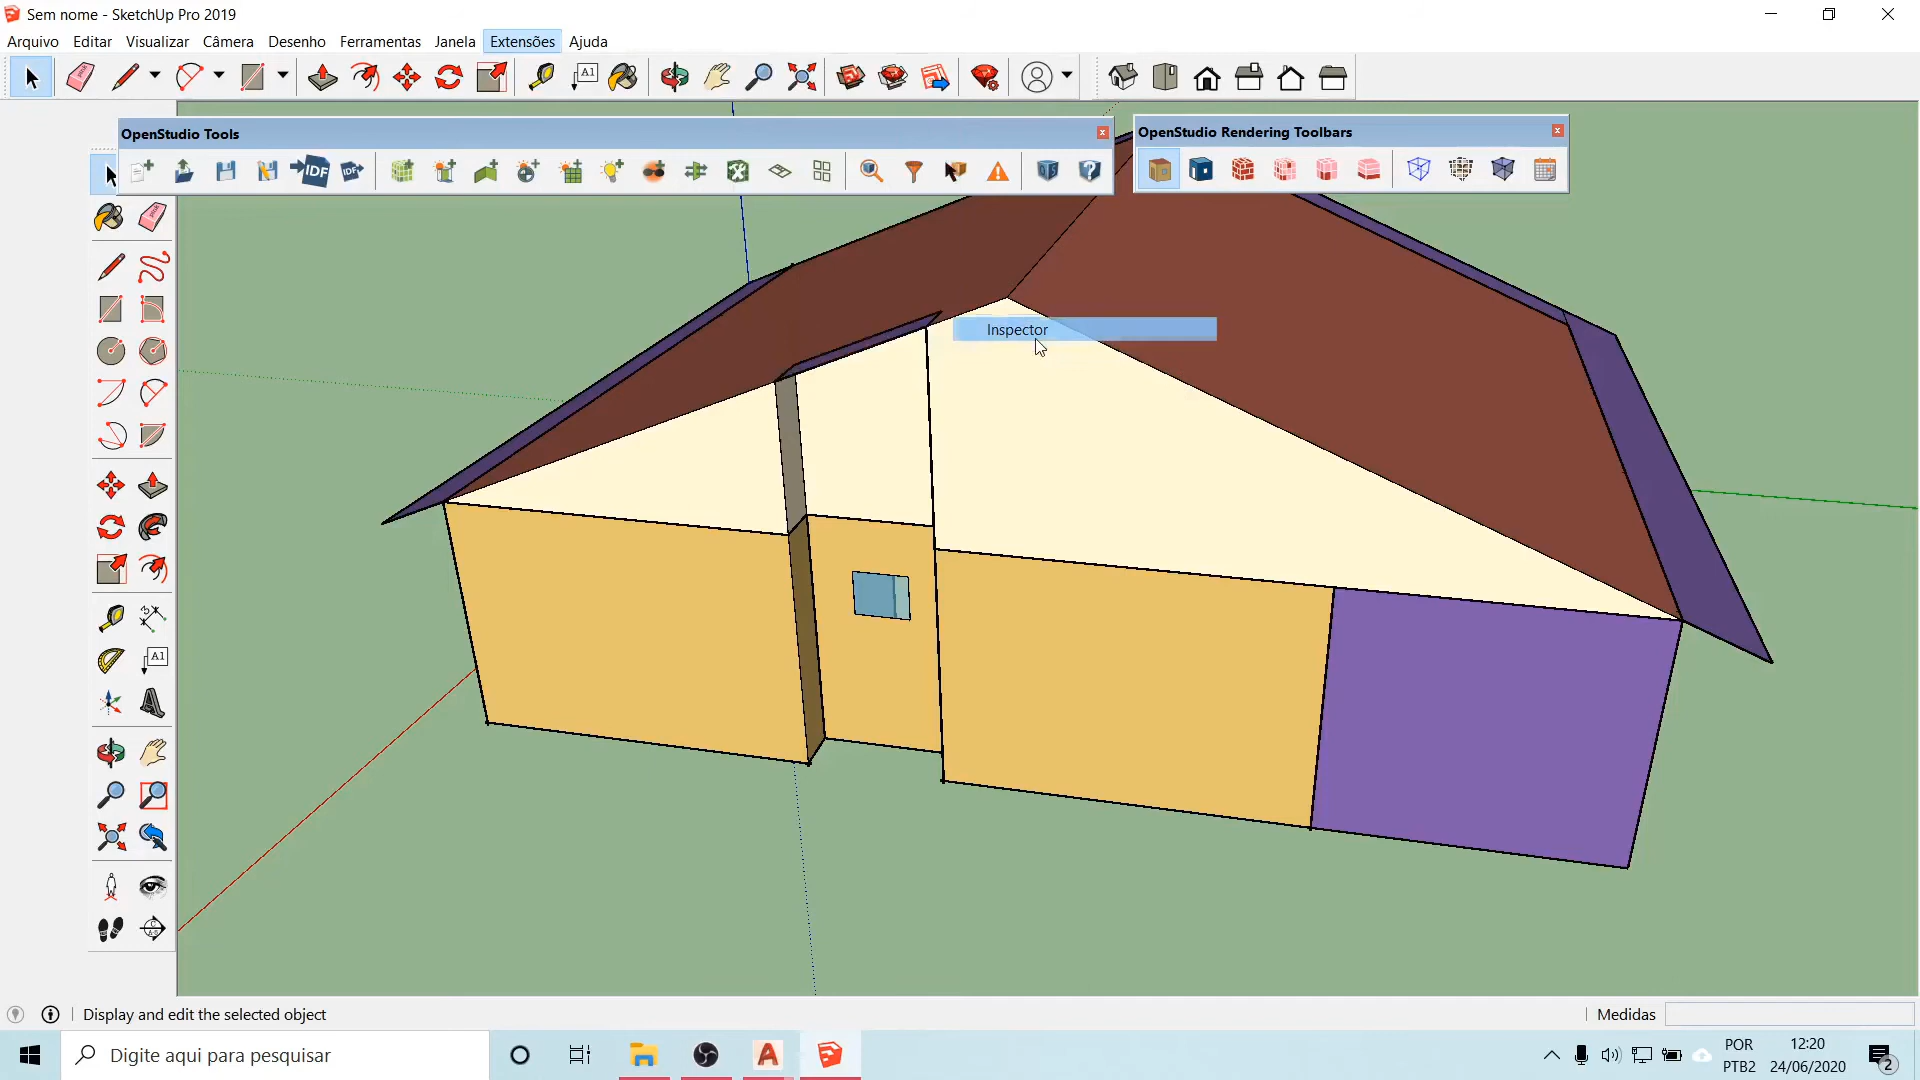 Sem nome - SketchUp Pro 2019
Arquivo Editar Visualizar Câmera Desenho Ferramentas Janela Extensões Ajuda
A1
OpenStudio Tools
OpenStudio Rendering Toolbars
IDF
IDF
Inspector
A1
Display and edit the selected object
Medidas
Digite aqui para pesquisar
POR
PTB2
12:20
24/06/2020
2